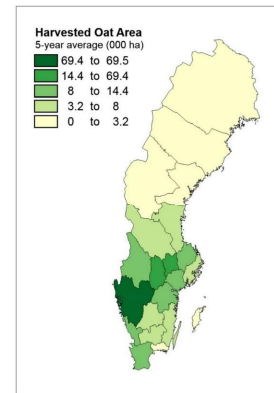 Harvested Oat Area
5-year average (000 ha)
69.4 to 69.5
14.4 to 69.4
8 to 14.4
3.2 to 8
0 to 3.2